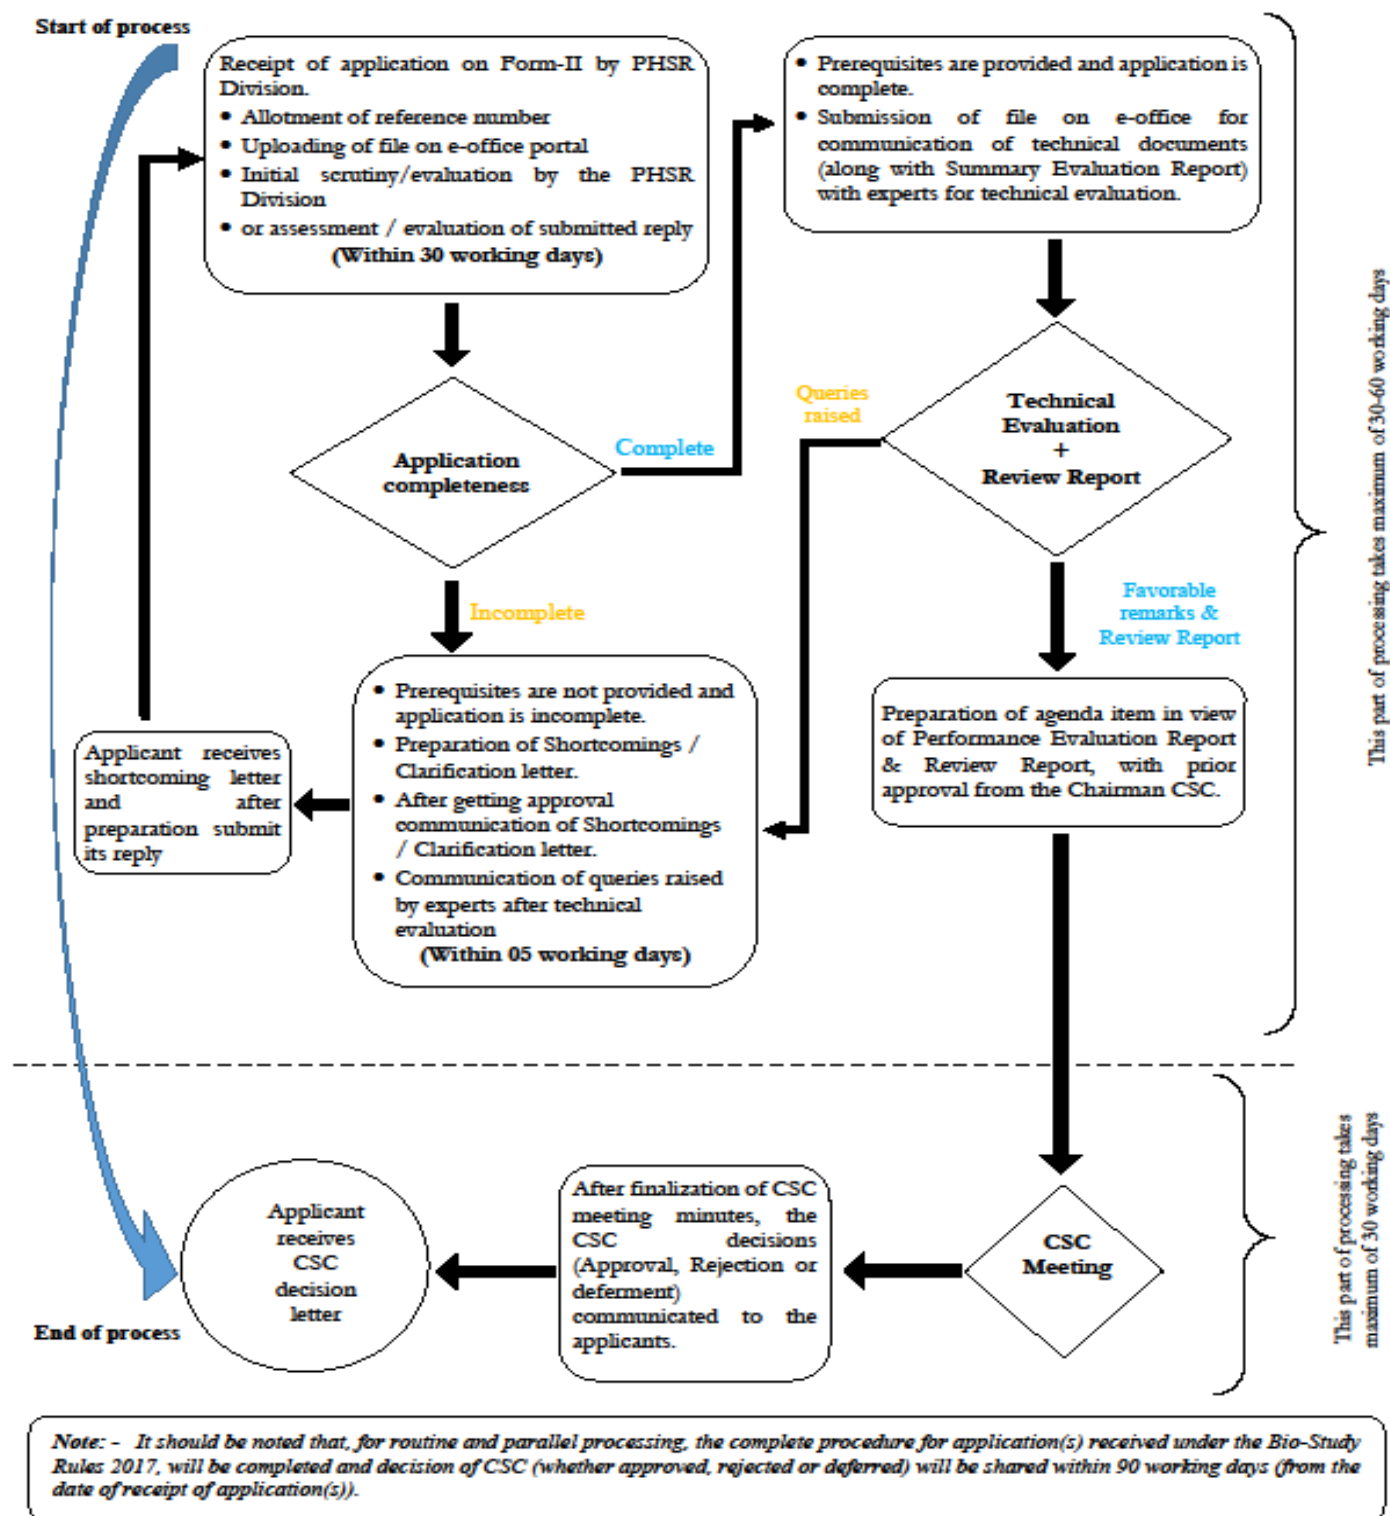 Start of process
Receipt of application on Form-II by PHSR
Division.
• Allotment of reference number
• Uploading of file on e-office portal
• Initial scrutiny/evaluation by the PHSR
Division
• or assessment / evaluation of submitted reply
(Within 30 working days)
• Prerequisites are provided and application is
complete.
• Submission of file on e-office for
communication of technical documents
(along with Summary Evaluation Report)
with experts for technical evaluation.
Application
completeness
Complete
Queries
raised
Technical
Evaluation
+
Review Report
Incomplete
Favorable
remarks &
Review Report
• Prerequisites are not provided and
application is incomplete.
• Preparation of Shortcomings /
Clarification letter.
• After getting approval
communication of Shortcomings
/ Clarification letter.
• Communication of queries raised
by experts after technical
evaluation
(Within 05 working days)
Applicant receives
shortcoming letter
and after
preparation submit
its reply
Preparation of agenda item in view
of Performance Evaluation Report
& Review Report, with prior
approval from the Chairman CSC.
This part of processing takes maximum of 30-60 working days
CSC
Meeting
After finalization of CSC
meeting minutes, the
CSC decisions
(Approval, Rejection or
deferment)
communicated to the
applicants.
Applicant
receives
CSC
decision
letter
End of process
This part of processing takes
maximum of 30 working days
Note: - It should be noted that, for routine and parallel processing, the complete procedure for application(s) received under the Bio-Study
Rules 2017, will be completed and decision of CSC (whether approved, rejected or deferred) will be shared within 90 working days (from the
date of receipt of application(s)).